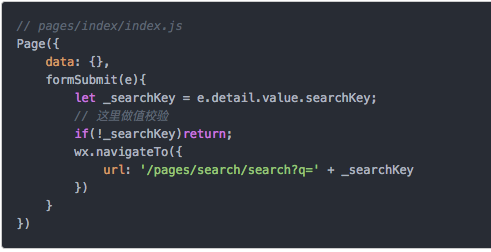 // pages/index/index.js
Page({
    data: {},
    formSubmit(e){
        let _searchKey = e.detail.value.searchKey;
        // 这里做值校验
        if(!_searchKey)return;
        wx.navigateTo({
            url: '/pages/search/search?q=' + _searchKey
        })
    }
})